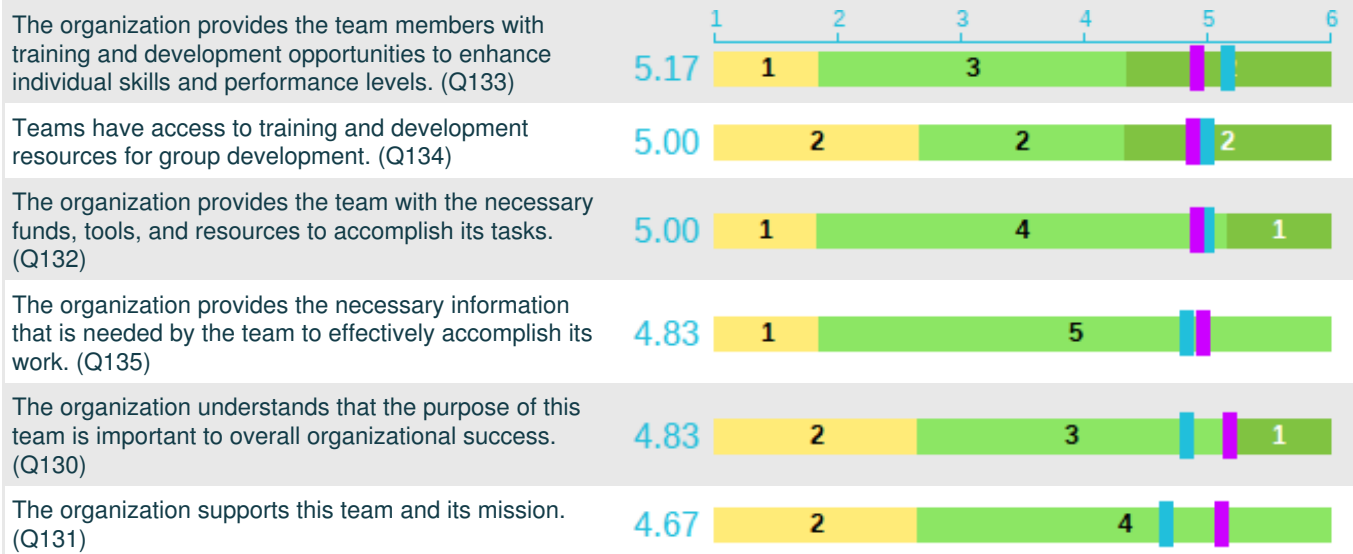 1 2 3 4 5 6
The organization provides the team members with
training and development opportunities to enhance
individual skills and performance levels. (Q133)
5.17 1 3
Teams have access to training and development
resources for group development. (Q134)
5.00 2 2 2
The organization provides the team with the necessary
funds, tools, and resources to accomplish its tasks.
(Q132)
5.00 1 4 1
The organization provides the necessary information
that is needed by the team to effectively accomplish its
work. (Q135)
4.83 1 5
The organization understands that the purpose of this
team is important to overall organizational success.
(Q130)
4.83 2 3 1
The organization supports this team and its mission.
(Q131)
4.67 2 4